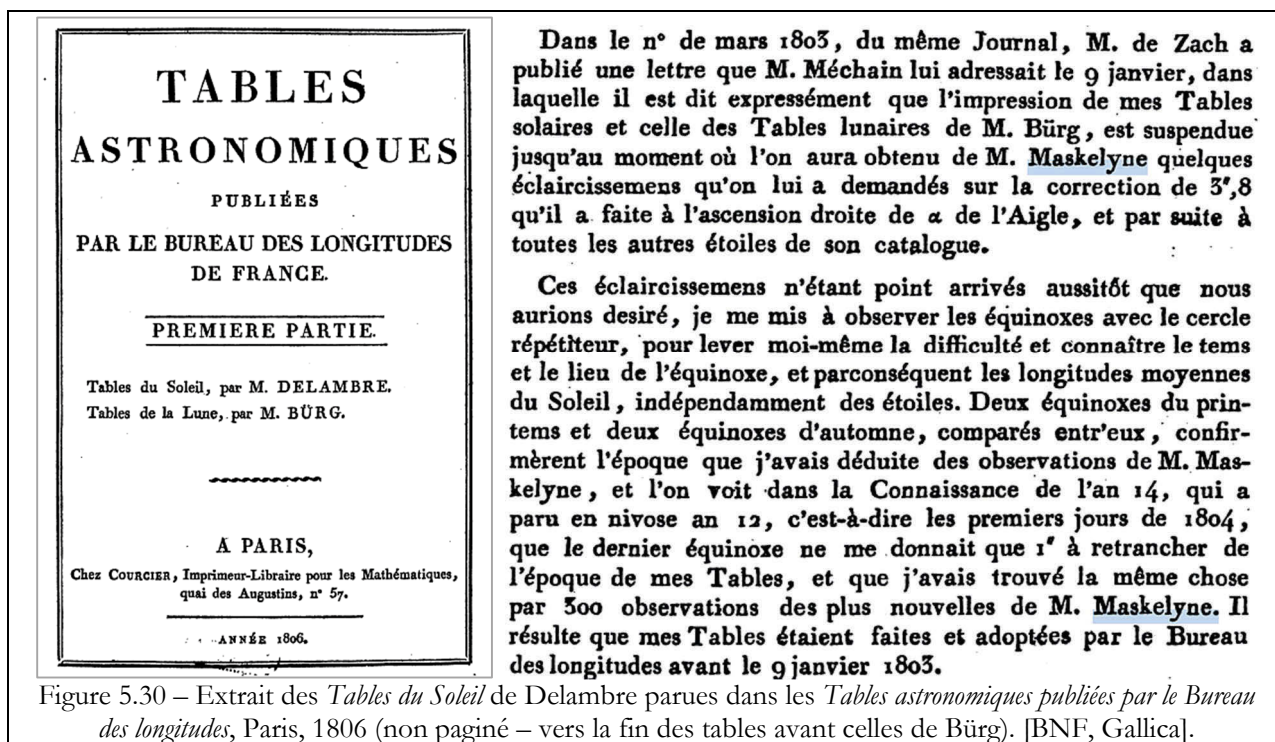 TABLES
ASTRONOMIQUES
PUBLIÉES
PAR LE BUREAU DES LONGITUDES
DE FRANCE.
PREMIERE PARTIE.
Tables du Soleil, par M. DELAMBRE.
Tables de la Lune, par M. BÜRG.
A PARIS,
Chez COURCIER, Imprimeur-Libraire pour les Mathématiques,
quai des Augustins, n° 57.
ANNÉE 1806.
Dans le n° de mars 1803, du même Journal, M. de Zach a
publié une lettre que M. Méchain lui adressait le 9 janvier, dans
laquelle il est dit expressément que l'impression de mes Tables
solaires et celle des Tables lunaires de M. Bürg, est suspendue
jusqu'au moment où l'on aura obtenu de M. Maskelyne quelques
éclaircissemens qu'on lui a demandés sur la correction de 3",8
qu'il a faite à l'ascension droite de α de l'Aigle, et par suite à
toutes les autres étoiles de son catalogue.
Ces éclaircissemens n'étant point arrivés aussitôt que nous
aurions desiré, je me mis à observer les équinoxes avec le cercle
répétiteur, pour lever moi-même la difficulté et connaître le tems
et le lieu de l'équinoxe, et parconséquent les longitudes moyennes
du Soleil, indépendamment des étoiles. Deux équinoxes du prin-
tems et deux équinoxes d'automne, comparés entr'eux, confir-
mèrent l'époque que j'avais déduite des observations de M. Mas-
kelyne, et l'on voit dans la Connaissance de l'an 14, qui a
paru en nivose an 12, c'est-à-dire les premiers jours de 1804,
que le dernier équinoxe ne me donnait que 1" à retrancher de
l'époque de mes Tables, et que j'avais trouvé la même chose
par 300 observations des plus nouvelles de M. Maskelyne. Il
résulte que mes Tables étaient faites et adoptées par le Bureau
des longitudes avant le 9 janvier 1803.
Figure 5.30 – Extrait des Tables du Soleil de Delambre parues dans les Tables astronomiques publiées par le Bureau
des longitudes, Paris, 1806 (non paginé – vers la fin des tables avant celles de Bürg). [BNF, Gallica].